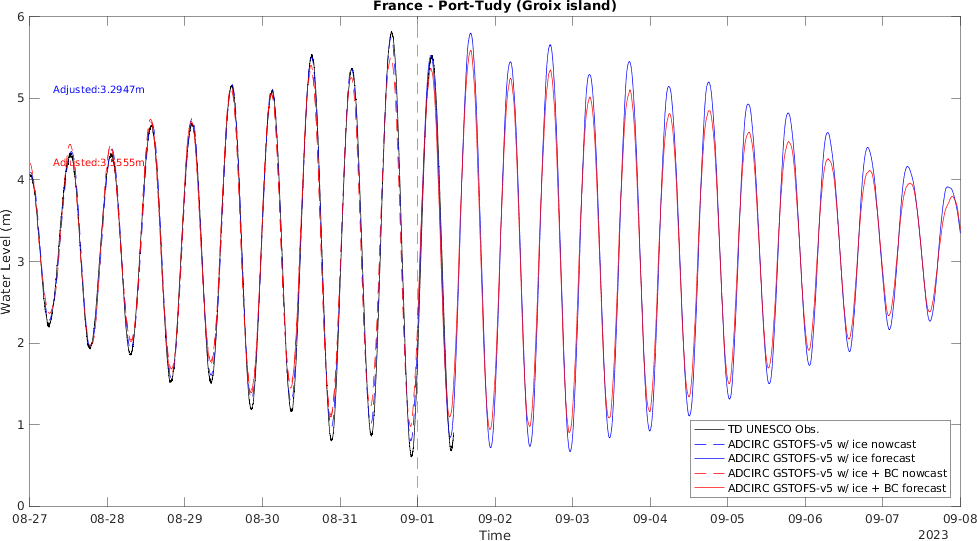 France - Port-Tudy (Groix island)
6
5
4
3
2
1
0
Water Level (m)
Adjusted:3.2947m
Adjusted:3.1555m
TD UNESCO Obs.
ADCIRC GSTOFS-v5 w/ ice nowcast
ADCIRC GSTOFS-v5 w/ ice forecast
ADCIRC GSTOFS-v5 w/ ice + BC nowcast
ADCIRC GSTOFS-v5 w/ ice + BC forecast
08-27 08-28 08-29 08-30 08-31 09-01 09-02 09-03 09-04 09-05 09-06 09-07 09-08
Time
2023